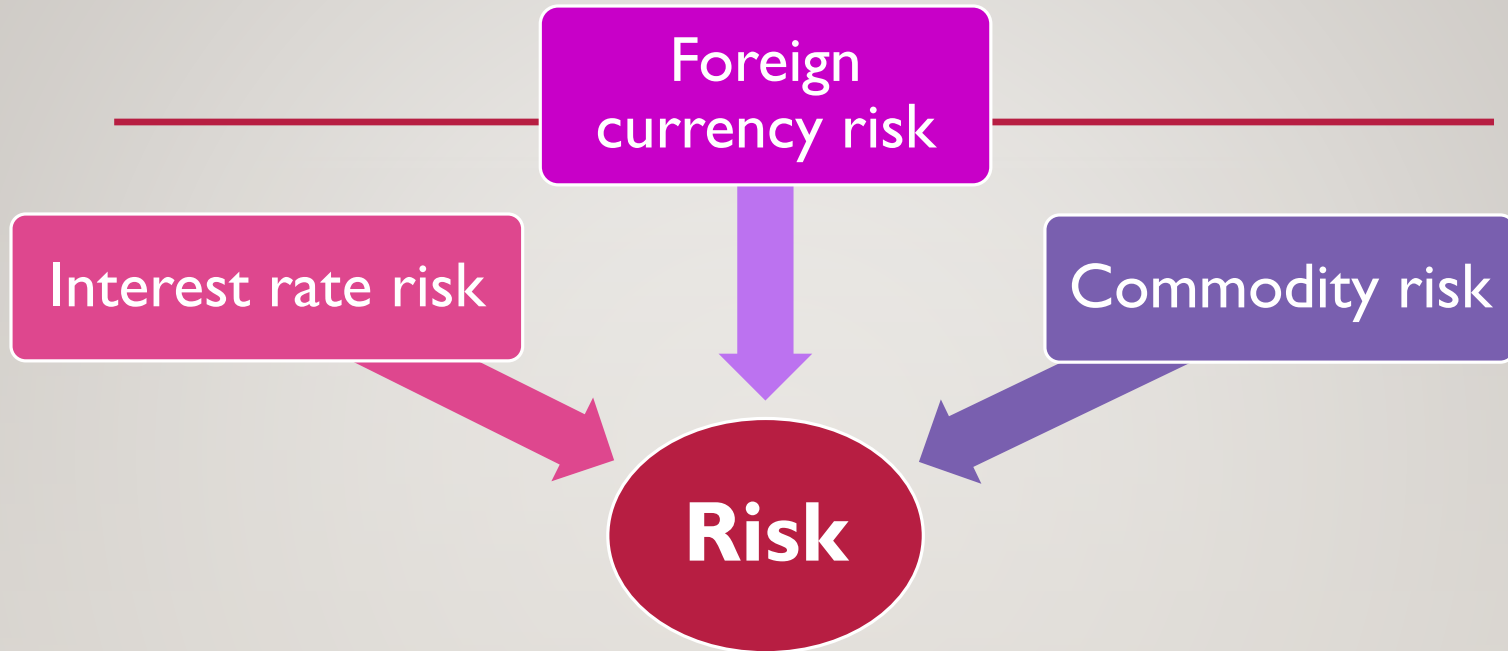 Foreign
currency risk
Interest rate risk
Commodity risk
Risk